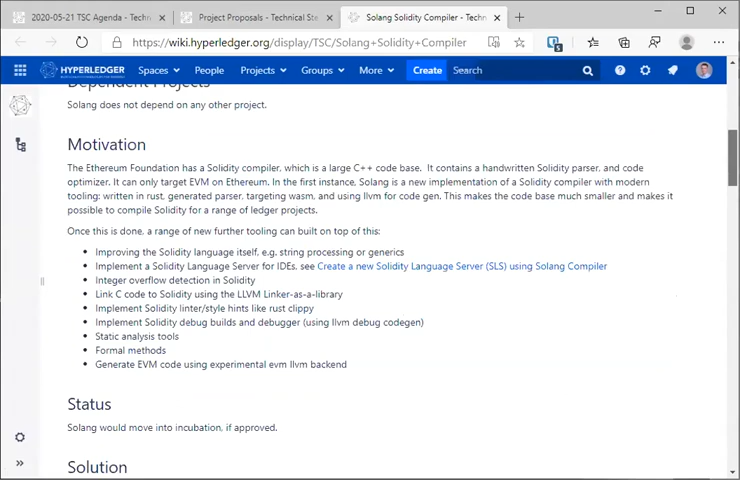 2020-05-21 TSC Agenda - Techni
Project Proposals - Technical Ste
Solang Solidity Compiler - Techn
https://wiki.hyperledger.org/display/TSC/Solang+Solidity+Compiler
HYPERLEDGER Spaces People Projects Groups More Create Search
Dependent Projects
Solang does not depend on any other project.
Motivation
The Ethereum Foundation has a Solidity compiler, which is a large C++ code base. It contains a handwritten Solidity parser, and code
optimizer. It can only target EVM on Ethereum. In the first instance, Solang is a new implementation of a Solidity compiler with modern
tooling: written in rust, generated parser, targeting wasm, and using llvm for code gen. This makes the code base much smaller and makes it
possible to compile Solidity for a range of ledger projects.
Once this is done, a range of new further tooling can built on top of this:
Improving the Solidity language itself, e.g. string processing or generics
Implement a Solidity Language Server for IDEs, see Create a new Solidity Language Server (SLS) using Solang Compiler
Integer overflow detection in Solidity
Link C code to Solidity using the LLVM Linker-as-a-library
Implement Solidity linter/style hints like rust clippy
Implement Solidity debug builds and debugger (using llvm debug codegen)
Static analysis tools
Formal methods
Generate EVM code using experimental evm llvm backend
Status
Solang would move into incubation, if approved.
Solution